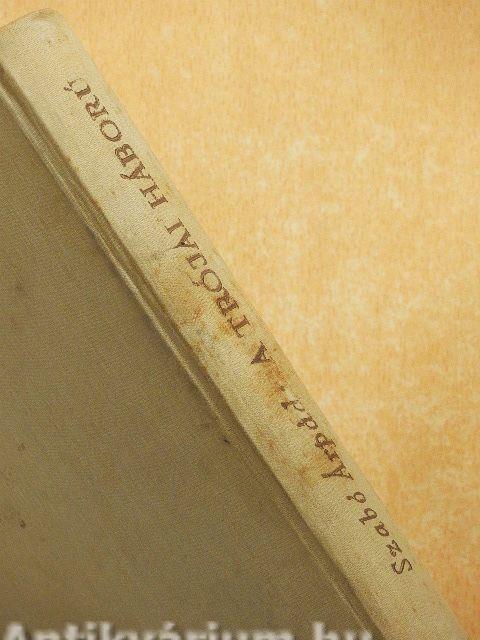 Szabó Árpád: A TRÓJAI HÁBORÚ
Antikvárium.hu